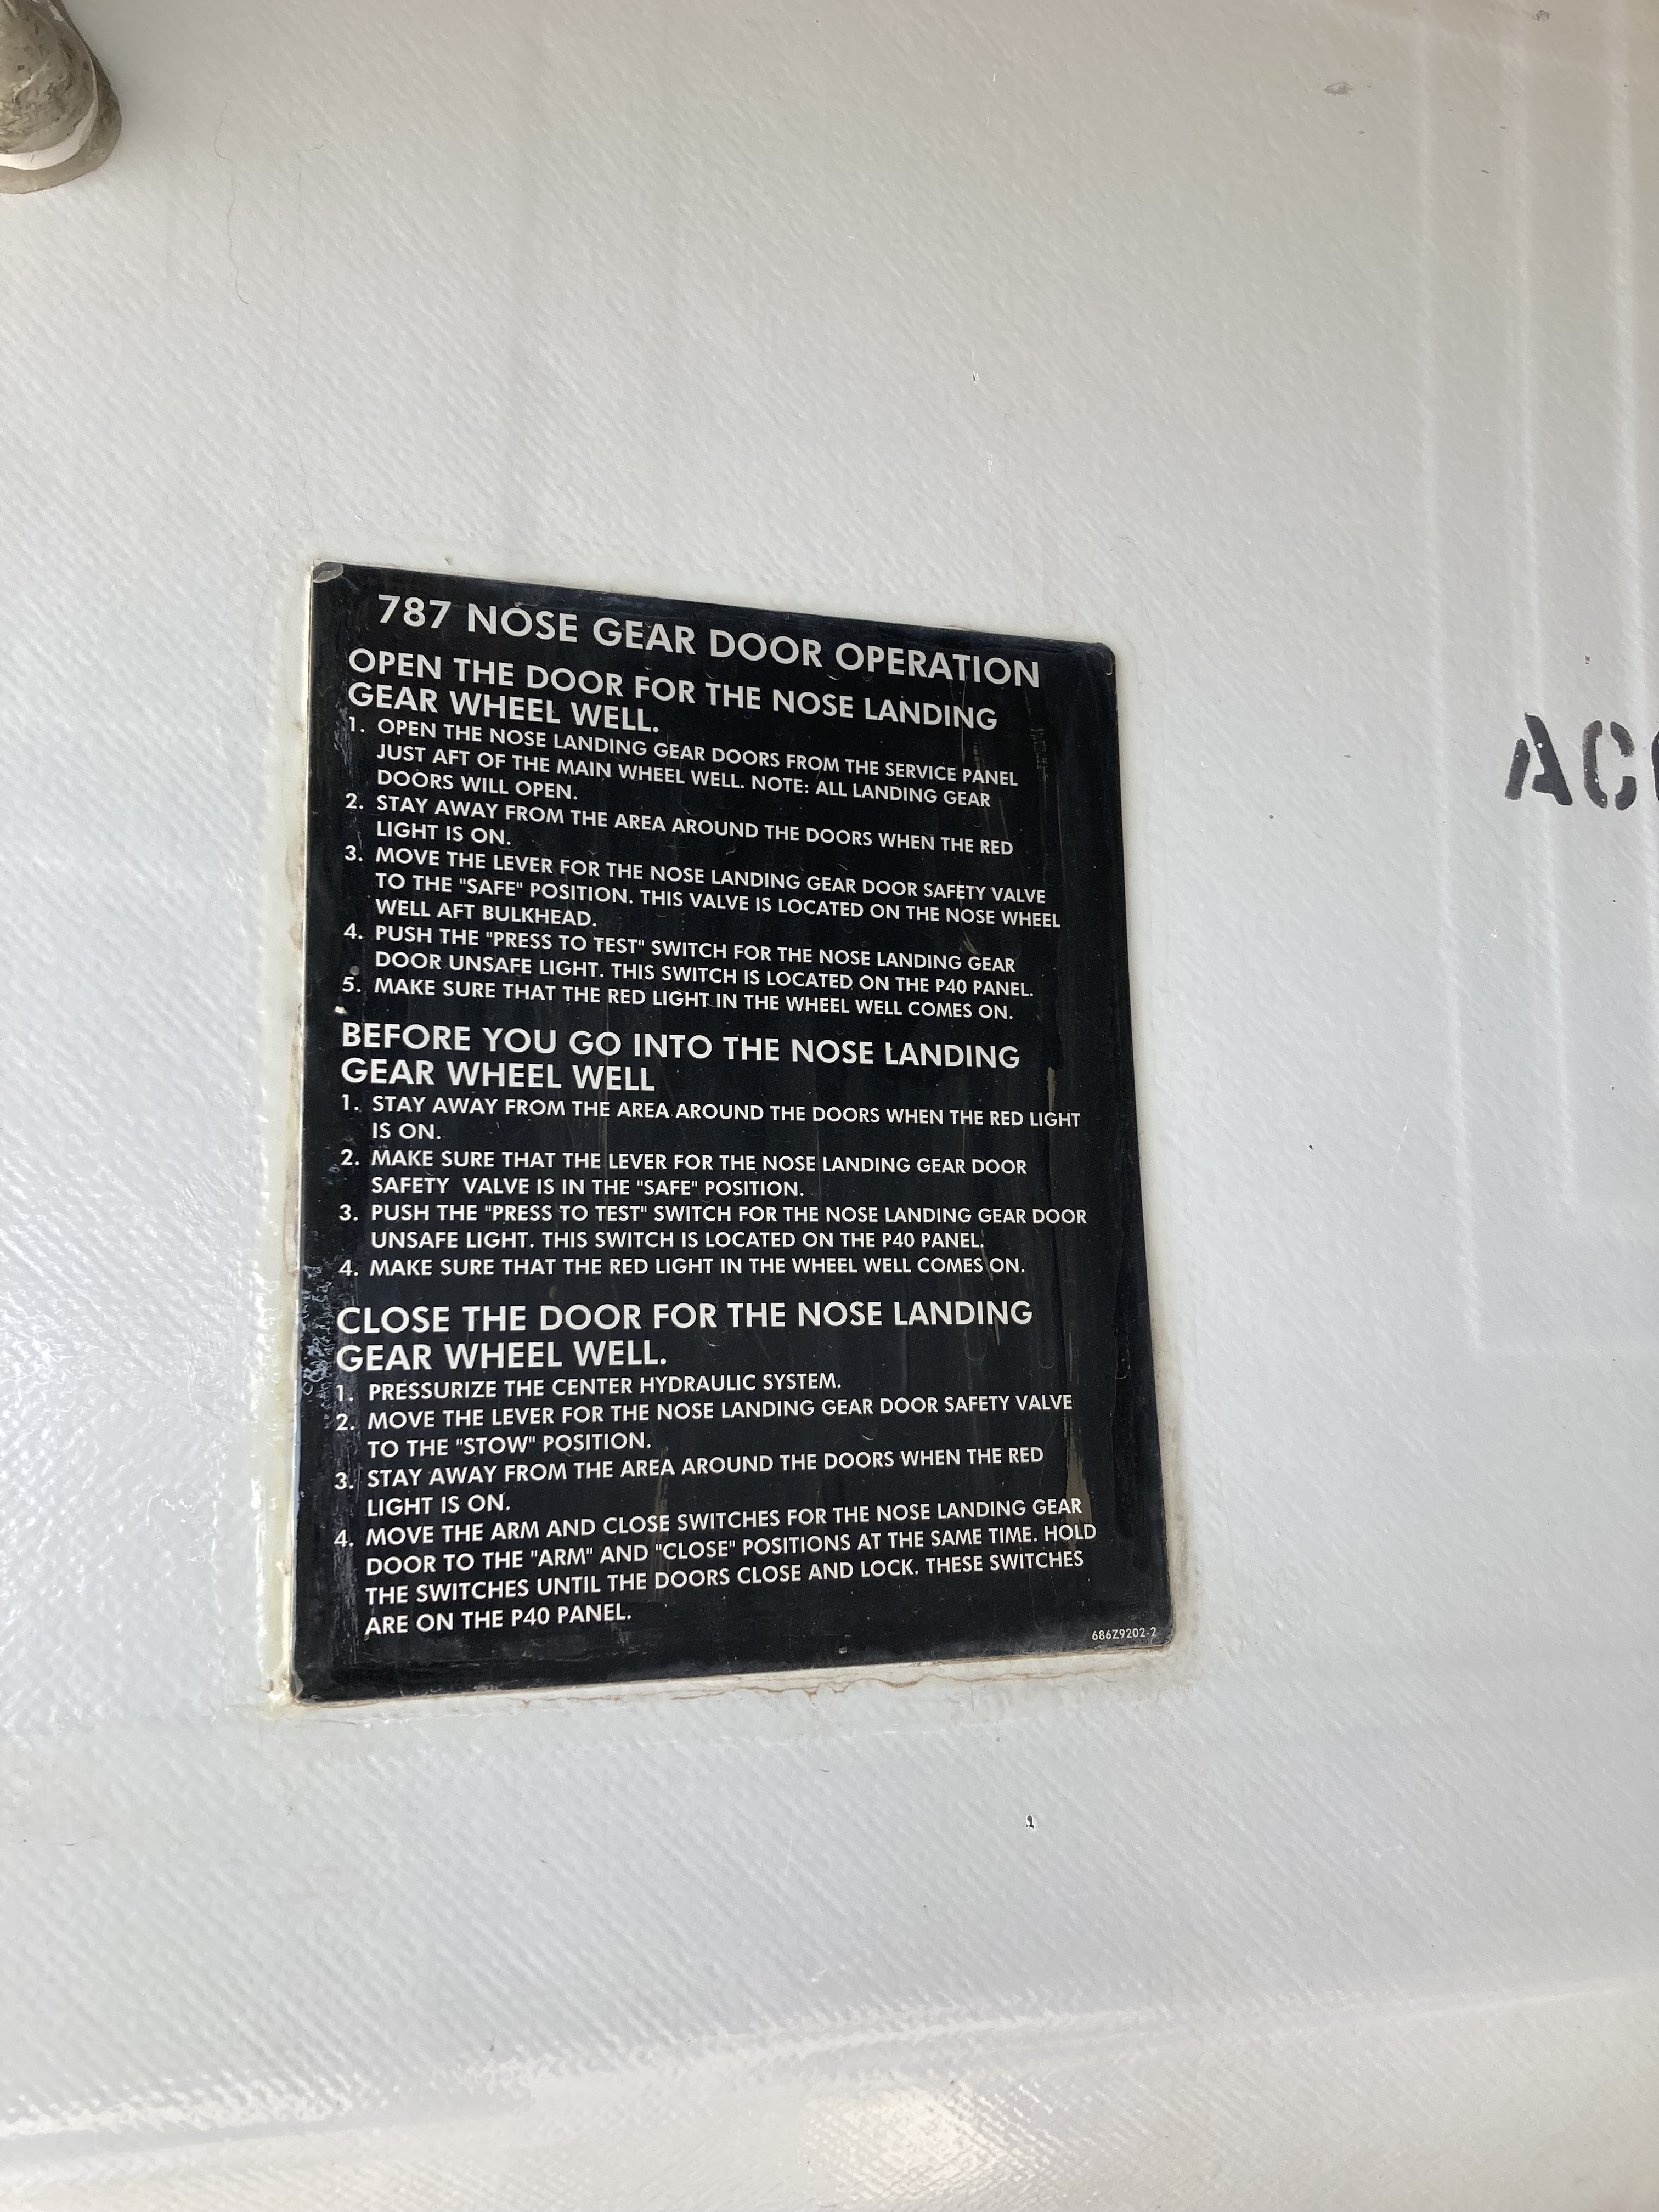 787 NOSE GEAR DOOR OPERATION
OPEN THE DOOR FOR THE NOSE LANDING
GEAR WHEEL WELL.
1. OPEN THE NOSE LANDING GEAR DOORS FROM THE SERVICE PANEL
JUST AFT OF THE MAIN WHEEL WELL. NOTE: ALL LANDING GEAR
DOORS WILL OPEN.
2. STAY AWAY FROM THE AREA AROUND THE DOORS WHEN THE RED
LIGHT IS ON.
3. MOVE THE LEVER FOR THE NOSE LANDING GEAR DOOR SAFETY VALVE
TO THE "SAFE" POSITION. THIS VALVE IS LOCATED ON THE NOSE WHEEL
WELL AFT BULKHEAD.
4. PUSH THE "PRESS TO TEST" SWITCH FOR THE NOSE LANDING GEAR
DOOR UNSAFE LIGHT. THIS SWITCH IS LOCATED ON THE P40 PANEL.
5. MAKE SURE THAT THE RED LIGHT IN THE WHEEL WELL COMES ON.
BEFORE YOU GO INTO THE NOSE LANDING
GEAR WHEEL WELL
1. STAY AWAY FROM THE AREA AROUND THE DOORS WHEN THE RED LIGHT
IS ON.
2. MAKE SURE THAT THE LEVER FOR THE NOSE LANDING GEAR DOOR
SAFETY VALVE IS IN THE "SAFE" POSITION.
3. PUSH THE "PRESS TO TEST" SWITCH FOR THE NOSE LANDING GEAR DOOR
UNSAFE LIGHT. THIS SWITCH IS LOCATED ON THE P40 PANEL.
4. MAKE SURE THAT THE RED LIGHT IN THE WHEEL WELL COMES ON.
CLOSE THE DOOR FOR THE NOSE LANDING
GEAR WHEEL WELL.
1. PRESSURIZE THE CENTER HYDRAULIC SYSTEM.
2. MOVE THE LEVER FOR THE NOSE LANDING GEAR DOOR SAFETY VALVE
TO THE "STOW" POSITION.
3. STAY AWAY FROM THE AREA AROUND THE DOORS WHEN THE RED
LIGHT IS ON.
4. MOVE THE ARM AND CLOSE SWITCHES FOR THE NOSE LANDING GEAR
DOOR TO THE "ARM" AND "CLOSE" POSITIONS AT THE SAME TIME. HOLD
THE SWITCHES UNTIL THE DOORS CLOSE AND LOCK. THESE SWITCHES
ARE ON THE P40 PANEL.
686Z9202-2